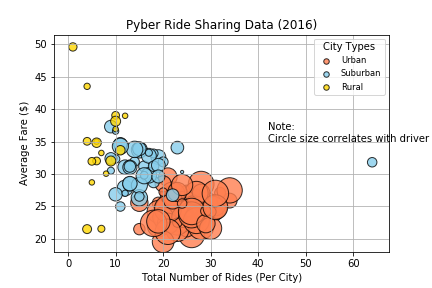 Pyber Ride Sharing Data (2016)
50
45
40
35
30
25
20
Average Fare ($)
City Types
Urban
Suburban
Rural
Note:
Circle size correlates with driver
0
10
20
30
40
50
60
Total Number of Rides (Per City)